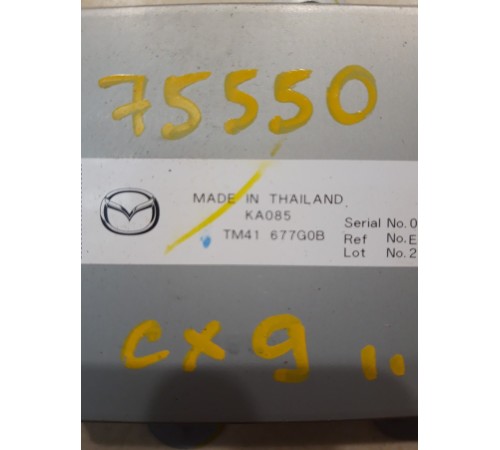 75550
MADE IN THAILAND
KA085
TM41 677G0B
Serial No.0
Ref No.E
Lot No.2
cx9